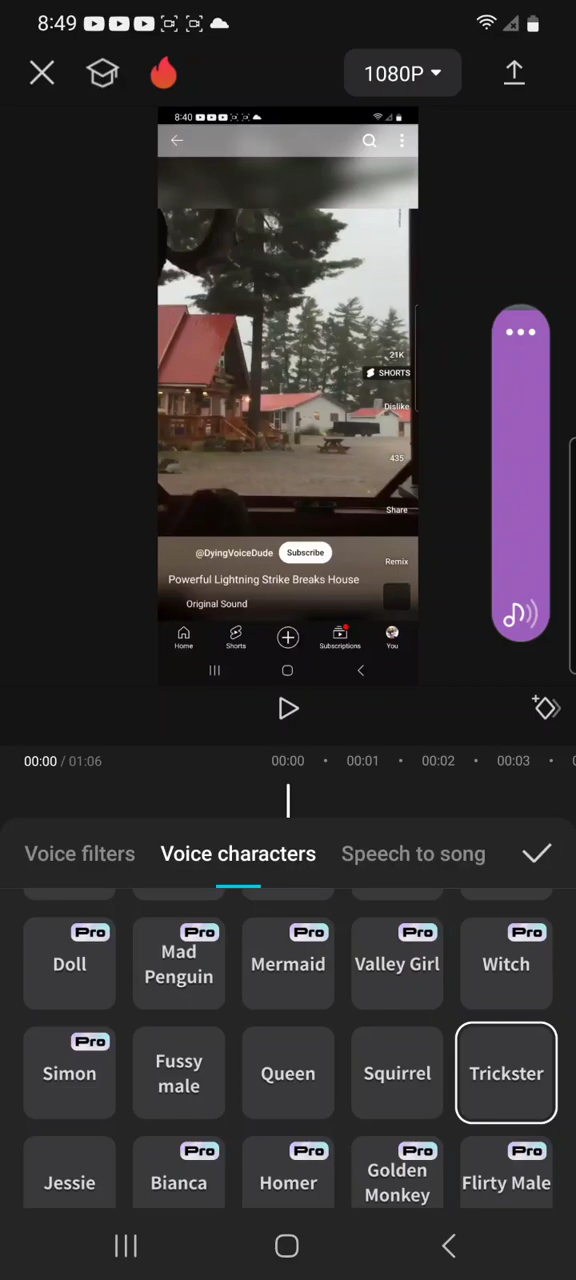 8:49
1080P
8:40
21K
SHORTS
Dislike
435
Share
@DyingVoiceDude Subscribe
Remix
Powerful Lightning Strike Breaks House
Original Sound
Home Shorts Subscriptions You
00:00 / 01:06 00:00 00:01 00:02 00:03
Voice filters Voice characters Speech to song
Pro Pro Pro Pro Pro
Doll Mad Penguin Mermaid Valley Girl Witch
Pro
Simon Fussy male Queen Squirrel Trickster
Pro Pro Pro Pro
Jessie Bianca Homer Golden Monkey Flirty Male